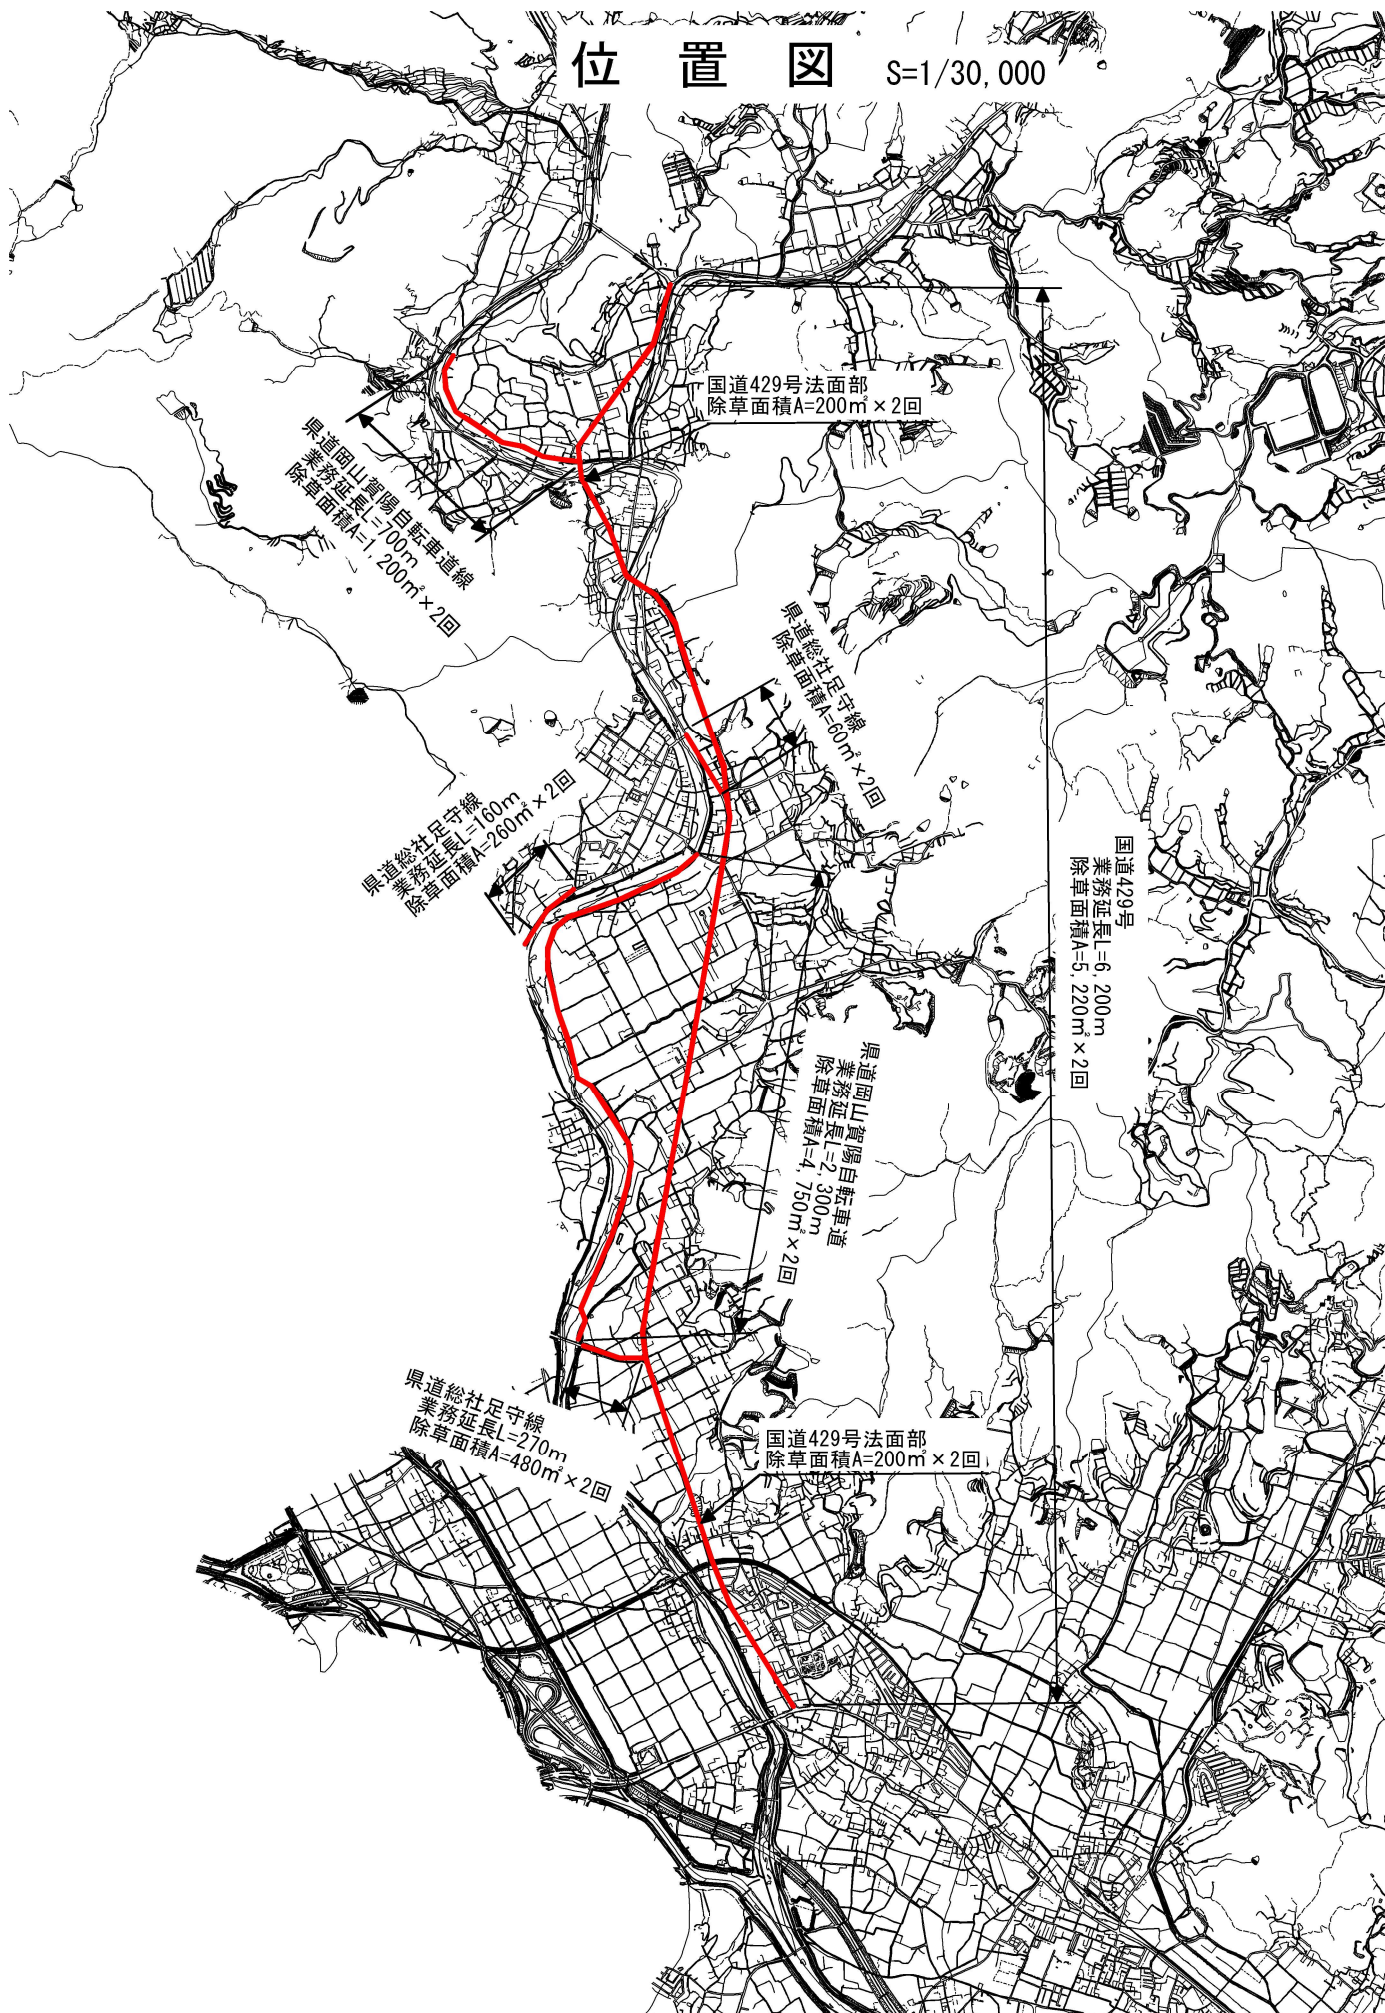 位置図 S=1/30,000
国道429号法面部
除草面積A=200㎡×2回
県道岡山賀陽自転車道線
業務延長L=700m
除草面積A=1,200㎡×2回
県道総社足守線
除草面積A=60㎡×2回
県道総社足守線
業務延長L=160m
除草面積A=260㎡×2回
国道429号
業務延長L=6,200m
除草面積A=5,220㎡×2回
県道岡山賀陽自転車道
業務延長L=2,300m
除草面積A=4,750㎡×2回
県道総社足守線
業務延長L=270m
除草面積A=480㎡×2回
国道429号法面部
除草面積A=200㎡×2回